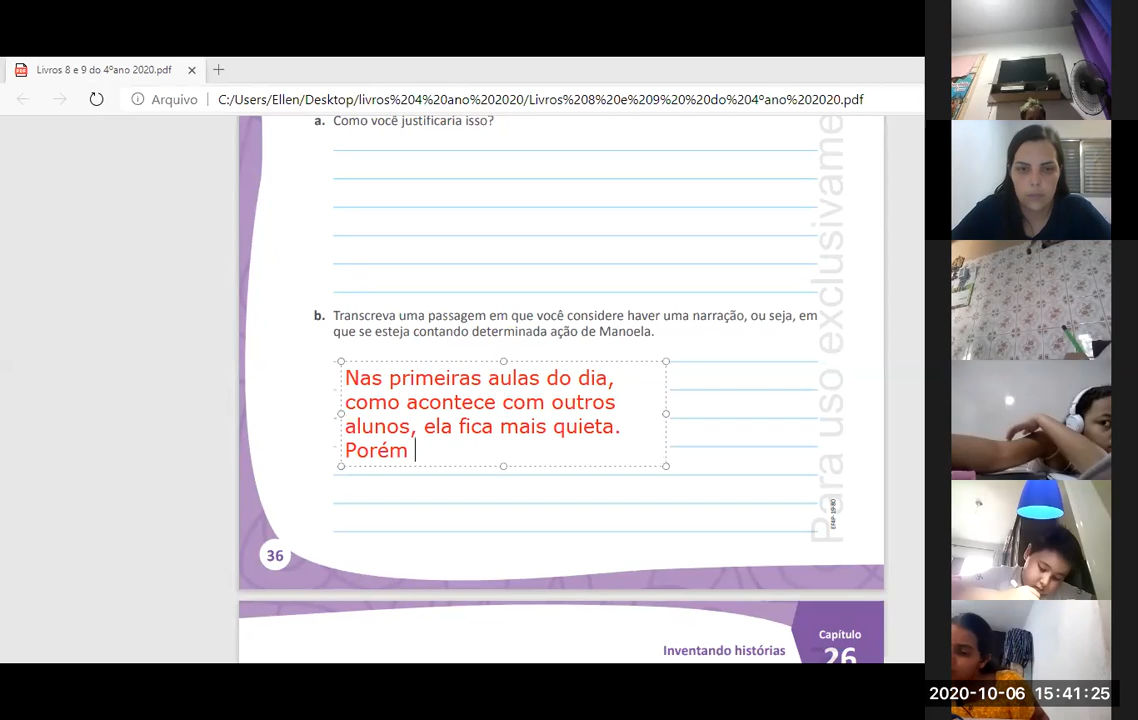 Livros 8 e 9 do 4ºano 2020.pdf
Arquivo C:/Users/Ellen/Desktop/livros%204%20ano%202020/Livros%208%20e%209%20%20do%204ºano%202020.pdf
a. Como você justificaria isso?
b. Transcreva uma passagem em que você considere haver uma narração, ou seja, em
que se esteja contando determinada ação de Manoela.
Nas primeiras aulas do dia,
como acontece com outros
alunos, ela fica mais quieta.
Porém
Para uso exclusivame
36
Inventando histórias
Capítulo
26
2020-10-06 15:41:25